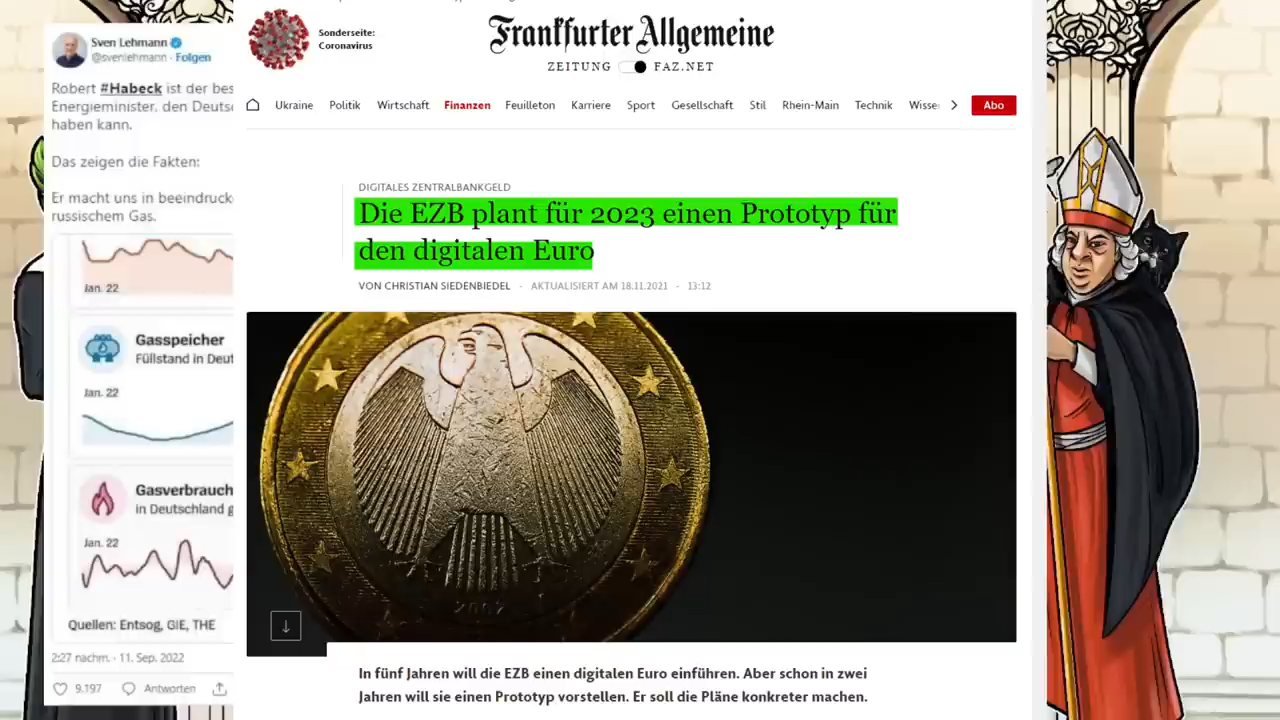 Sven Lehmann
@svenlehmann · Folgen
Robert #Habeck ist der bes
Energieminister, den Deutsc
haben kann.
Das zeigen die Fakten:
Er macht uns in beeindrucke
russischem Gas.
Jan. 22
Gasspeicher
Füllstand in Deut
Jan. 22
Gasverbrauch
in Deutschland g
Jan. 22
Quellen: Entsog, GIE, THE
2:27 nachm. · 11. Sep. 2022
9.197 Antworten
Sonderseite:
Coronavirus
Frankfurter Allgemeine
ZEITUNG FAZ.NET
Ukraine Politik Wirtschaft Finanzen Feuilleton Karriere Sport Gesellschaft Stil Rhein-Main Technik Wisse Abo
DIGITALES ZENTRALBANKGELD
Die EZB plant für 2023 einen Prototyp für
den digitalen Euro
VON CHRISTIAN SIEDENBIEDEL - AKTUALISIERT AM 18.11.2021 - 13:12
2002
In fünf Jahren will die EZB einen digitalen Euro einführen. Aber schon in zwei
Jahren will sie einen Prototyp vorstellen. Er soll die Pläne konkreter machen.